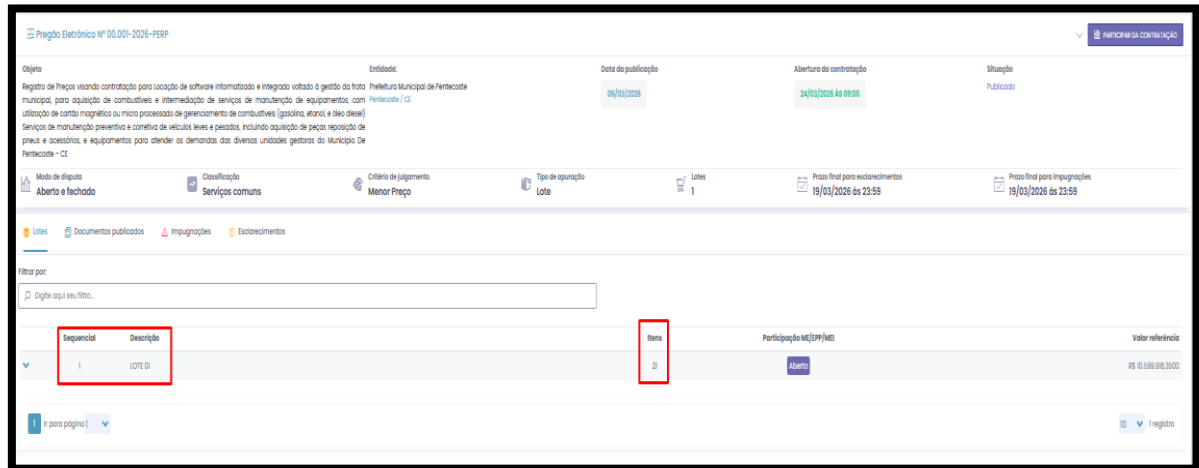 Pregão Eletrônico Nº 00.001-2026-PERP
PARTICIPAR DA CONTRATAÇÃO
Objeto
Registro de Preços visando contratação para Locação de software informatizado e integrado voltado à gestão da frota
municipal, para aquisição de combustíveis e intermediação de serviços de manutenção de equipamentos, com
utilização de cartão magnético ou micro processado de gerenciamento de combustíveis (gasolina, etanol, e óleo diesel)
Serviços de manutenção preventiva e corretiva de veículos leves e pesados, incluindo aquisição de peças reposição de
pneus e acessórios, e equipamentos para atender as demandas das diversas unidades gestoras do Município De
Pentecoste - CE
Entidade:
Prefeitura Municipal de Pentecoste
Pentecoste / CE
Data da publicação
06/03/2026
Abertura da contratação
24/03/2026 ÀS 09:00
Situação
Publicado
Modo de disputa
Aberto e fechado
Classificação
Serviços comuns
Critério de julgamento
Menor Preço
Tipo de apuração
Lote
Lotes
1
Prazo final para esclarecimentos
19/03/2026 às 23:59
Prazo final para impugnações
19/03/2026 às 23:59
Lotes Documentos publicados Impugnações Esclarecimentos
Filtrar por:
Digite aqui seu filtro...
Sequencial Descrição Itens Participação ME/EPP/MEI Valor referência
1 LOTE 01 21 Aberto R$ 10.599.918,3500
1 Ir para página 1 10 1 registro